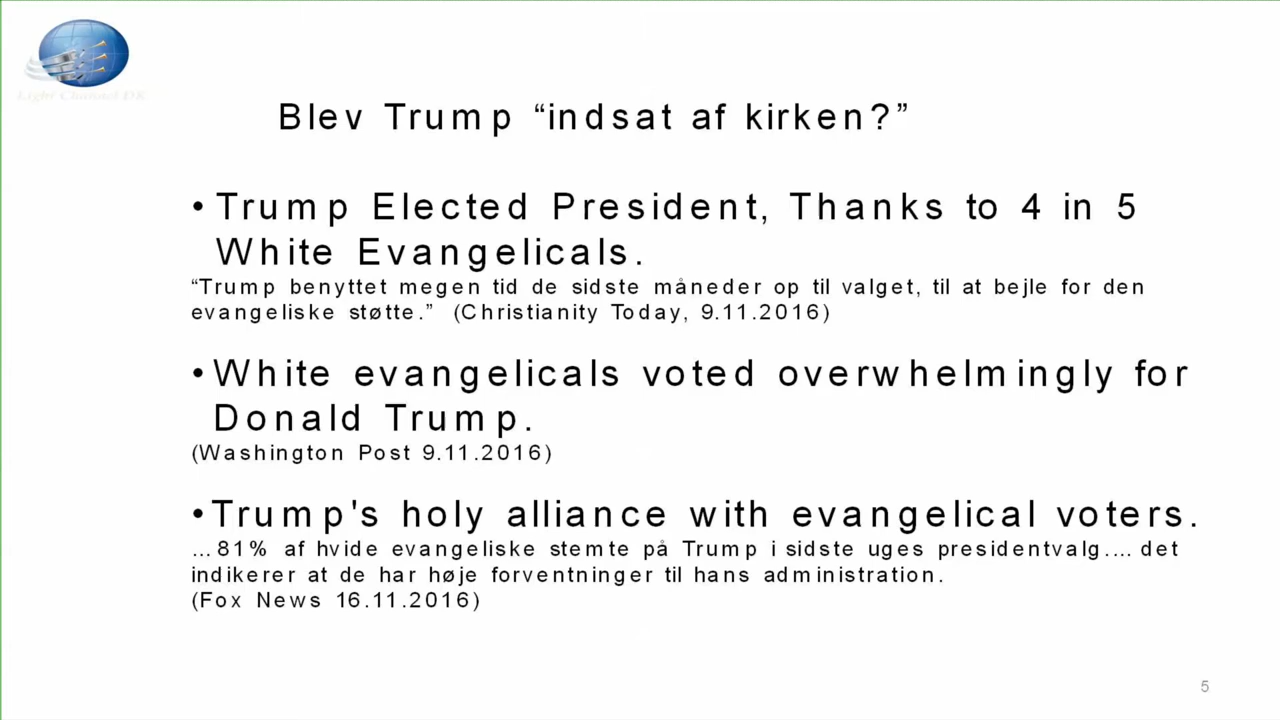 Light Channel DK
Blev Trump “indsat af kirken?”
• Trump Elected President, Thanks to 4 in 5
White Evangelicals.
“Trump benyttet megen tid de sidste måneder op til valget, til at bejle for den
evangeliske støtte.” (Christianity Today, 9.11.2016)
• White evangelicals voted overwhelmingly for
Donald Trump.
(Washington Post 9.11.2016)
• Trump's holy alliance with evangelical voters.
...81% af hvide evangeliske stemte på Trump i sidste uges presidentvalg.... det
indikerer at de har høje forventninger til hans administration.
(Fox News 16.11.2016)
5